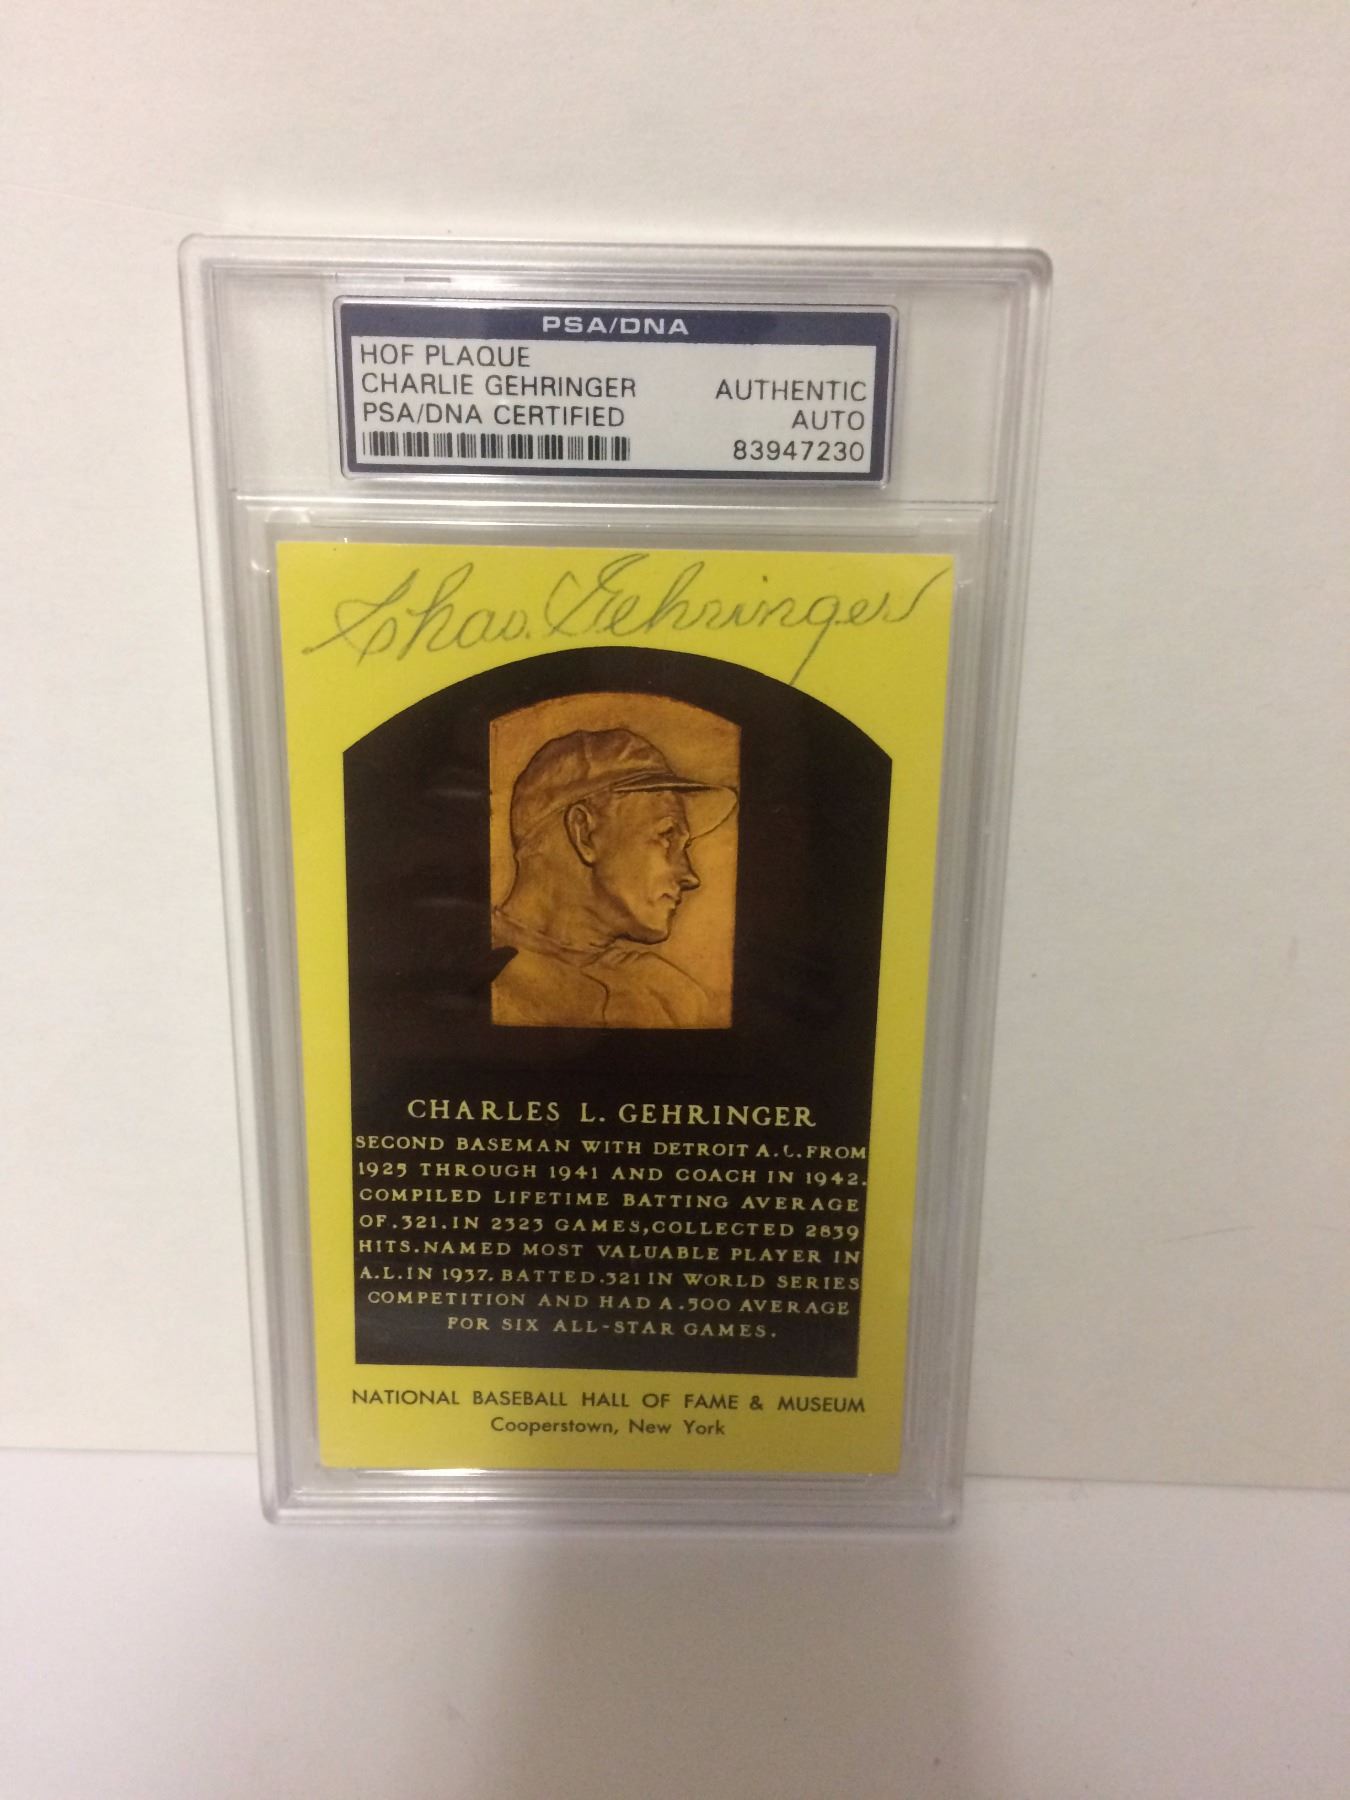 PSA/DNA
HOF PLAQUE
CHARLIE GEHRINGER
PSA/DNA CERTIFIED
AUTHENTIC
AUTO
83947230
Chas. Gehringer
CHARLES L. GEHRINGER
SECOND BASEMAN WITH DETROIT A.L. FROM
1925 THROUGH 1941 AND COACH IN 1942.
COMPILED LIFETIME BATTING AVERAGE
OF .321. IN 2323 GAMES, COLLECTED 2839
HITS. NAMED MOST VALUABLE PLAYER IN
A.L. IN 1937. BATTED .321 IN WORLD SERIES
COMPETITION AND HAD A .500 AVERAGE
FOR SIX ALL-STAR GAMES.
NATIONAL BASEBALL HALL OF FAME & MUSEUM
Cooperstown, New York